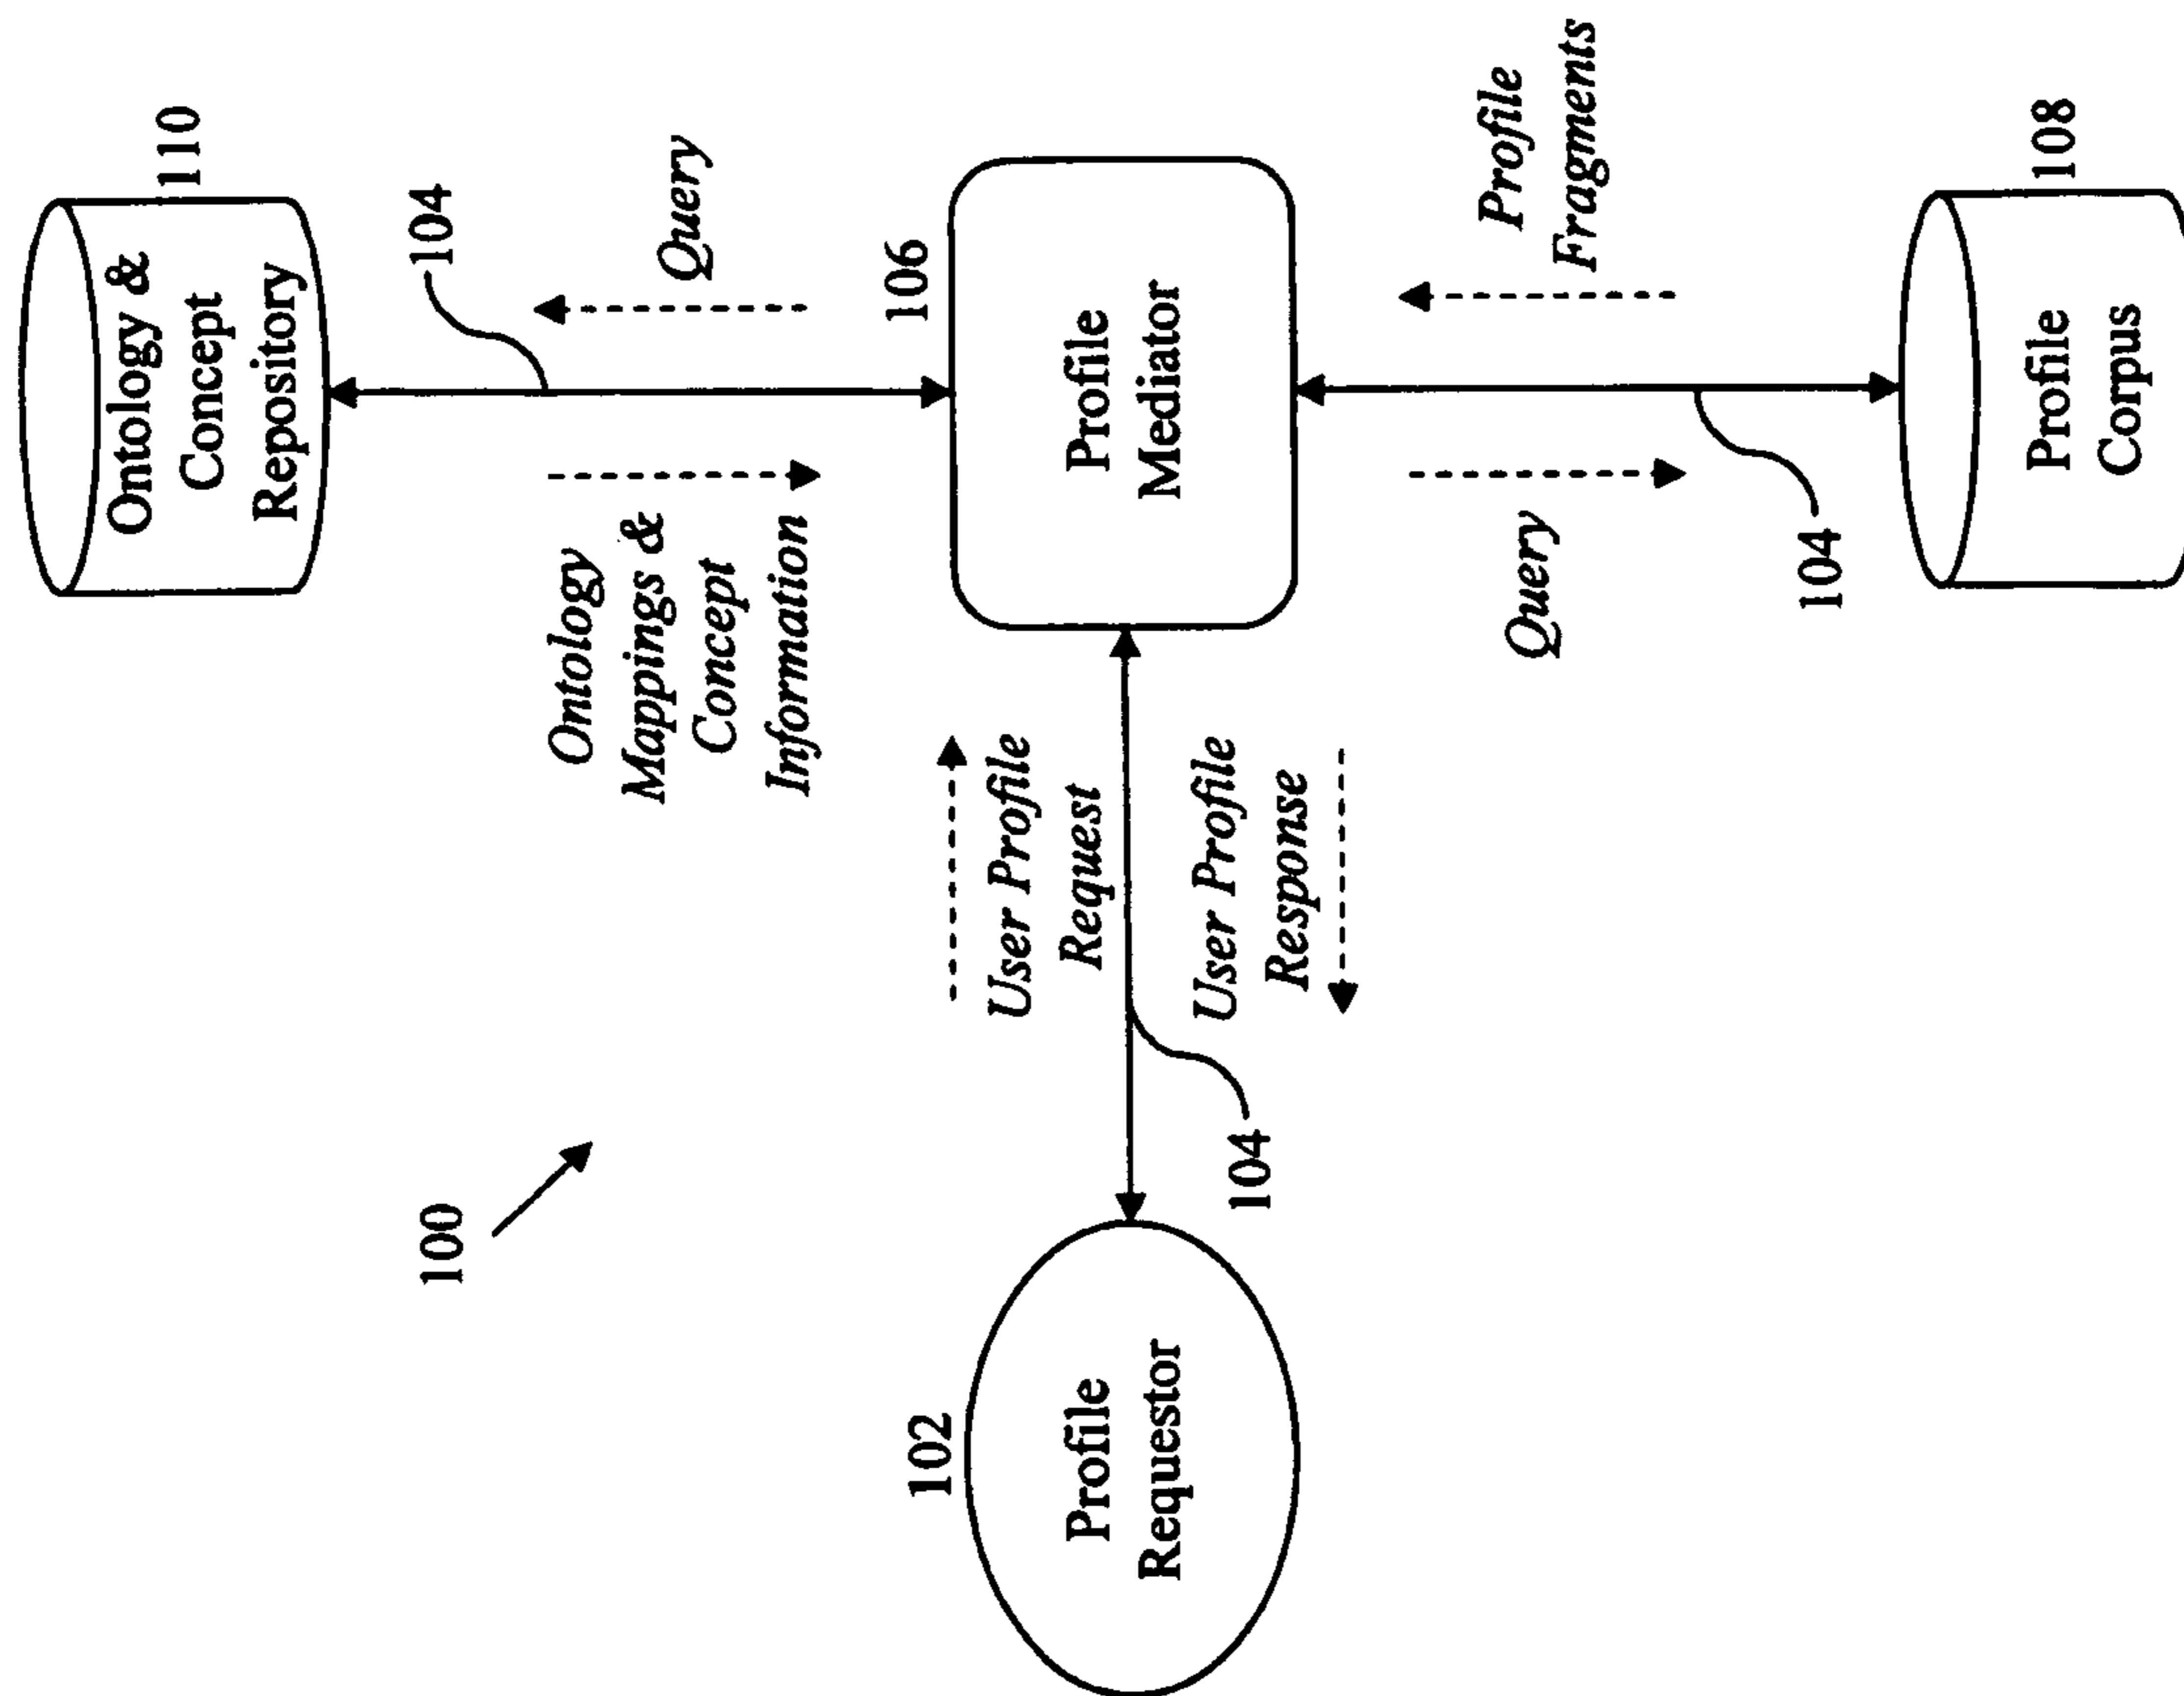 100
102
Profile
Requestor
104
User Profile
Request
User Profile
Response
Ontology &
Concept
Repository
110
104
Query
Ontology
Mappings &
Concept
Information
106
Profile
Mediator
Query
Profile
Fragments
104
108
Profile
Corpus